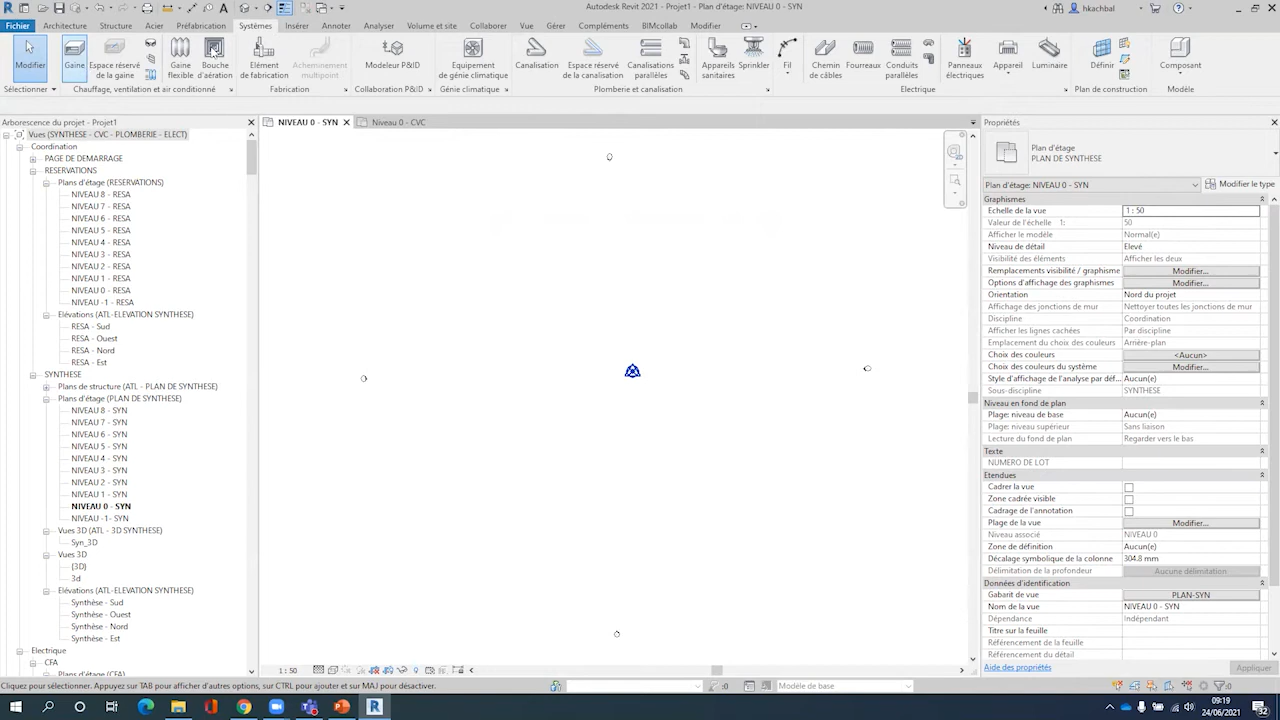 Autodesk Revit 2021 - Projet1 - Plan d'étage: NIVEAU 0 - SYN
hkachbal
Fichier Architecture Structure Acier Préfabrication Systèmes Insérer Annoter Analyser Volume et site Collaborer Vue Gérer Compléments BIMcollab Modifier
Modifier
Gaine
Espace réservé de la gaine
Gaine flexible
Bouche d'aération
Elément de fabrication
Acheminement multipoint
Modeleur P&ID
Equipement de génie climatique
Canalisation
Espace réservé de la canalisation
Canalisations parallèles
Appareils sanitaires
Sprinkler
Fil
Chemin de câbles
Fourreaux
Conduits parallèles
Panneaux électriques
Appareil
Luminaire
Définir
Composant
Sélectionner
Chauffage, ventilation et air conditionné
Fabrication
Collaboration P&ID
Génie climatique
Plomberie et canalisation
Electrique
Plan de construction
Modèle
Arborescence du projet - Projet1
NIVEAU 0 - SYN
Niveau 0 - CVC
Vues (SYNTHESE - CVC - PLOMBERIE - ELECT)
Coordination
PAGE DE DEMARRAGE
RESERVATIONS
Plans d'étage (RESERVATIONS)
NIVEAU 8 - RESA
NIVEAU 7 - RESA
NIVEAU 6 - RESA
NIVEAU 5 - RESA
NIVEAU 4 - RESA
NIVEAU 3 - RESA
NIVEAU 2 - RESA
NIVEAU 1 - RESA
NIVEAU 0 - RESA
NIVEAU -1 - RESA
Elévations (ATL-ELEVATION SYNTHESE)
RESA - Sud
RESA - Ouest
RESA - Nord
RESA - Est
SYNTHESE
Plans de structure (ATL - PLAN DE SYNTHESE)
Plans d'étage (PLAN DE SYNTHESE)
NIVEAU 8 - SYN
NIVEAU 7 - SYN
NIVEAU 6 - SYN
NIVEAU 5 - SYN
NIVEAU 4 - SYN
NIVEAU 3 - SYN
NIVEAU 2 - SYN
NIVEAU 1 - SYN
NIVEAU 0 - SYN
NIVEAU -1- SYN
Vues 3D (ATL - 3D SYNTHESE)
Syn_3D
Vues 3D
{3D}
3d
Elévations (ATL-ELEVATION SYNTHESE)
Synthèse - Sud
Synthèse - Ouest
Synthèse - Nord
Synthèse - Est
Electrique
CFA
Plans d'étage (CFA)
1 : 50
Propriétés
Plan d'étage
PLAN DE SYNTHESE
Plan d'étage: NIVEAU 0 - SYN
Modifier le type
Graphismes
Echelle de la vue 1 : 50
Valeur de l'échelle 1: 50
Afficher le modèle Normal(e)
Niveau de détail Elevé
Visibilité des éléments Afficher les deux
Remplacements visibilité / graphisme Modifier...
Options d'affichage des graphismes Modifier...
Orientation Nord du projet
Affichage des jonctions de mur Nettoyer toutes les jonctions de mur
Discipline Coordination
Afficher les lignes cachées Par discipline
Emplacement du choix des couleurs Arrière-plan
Choix des couleurs <Aucun>
Choix des couleurs du système Modifier...
Style d'affichage de l'analyse par déf... Aucun(e)
Sous-discipline SYNTHESE
Niveau en fond de plan
Plage: niveau de base Aucun(e)
Plage: niveau supérieur Sans liaison
Lecture du fond de plan Regarder vers le bas
Texte
NUMERO DE LOT
Etendues
Cadrer la vue
Zone cadrée visible
Cadrage de l'annotation
Plage de la vue Modifier...
Niveau associé NIVEAU 0
Zone de définition Aucun(e)
Décalage symbolique de la colonne 304.8 mm
Délimitation de la profondeur Aucune délimitation
Données d'identification
Gabarit de vue PLAN-SYN
Nom de la vue NIVEAU 0 - SYN
Dépendance Indépendant
Titre sur la feuille
Référencement de la feuille
Référencement du détail
Aide des propriétés
Appliquer
Cliquez pour sélectionner. Appuyez sur TAB pour afficher d'autres options, sur CTRL pour ajouter et sur MAJ pour désactiver.
:0
Modèle de base
:0
09:19
24/06/2021